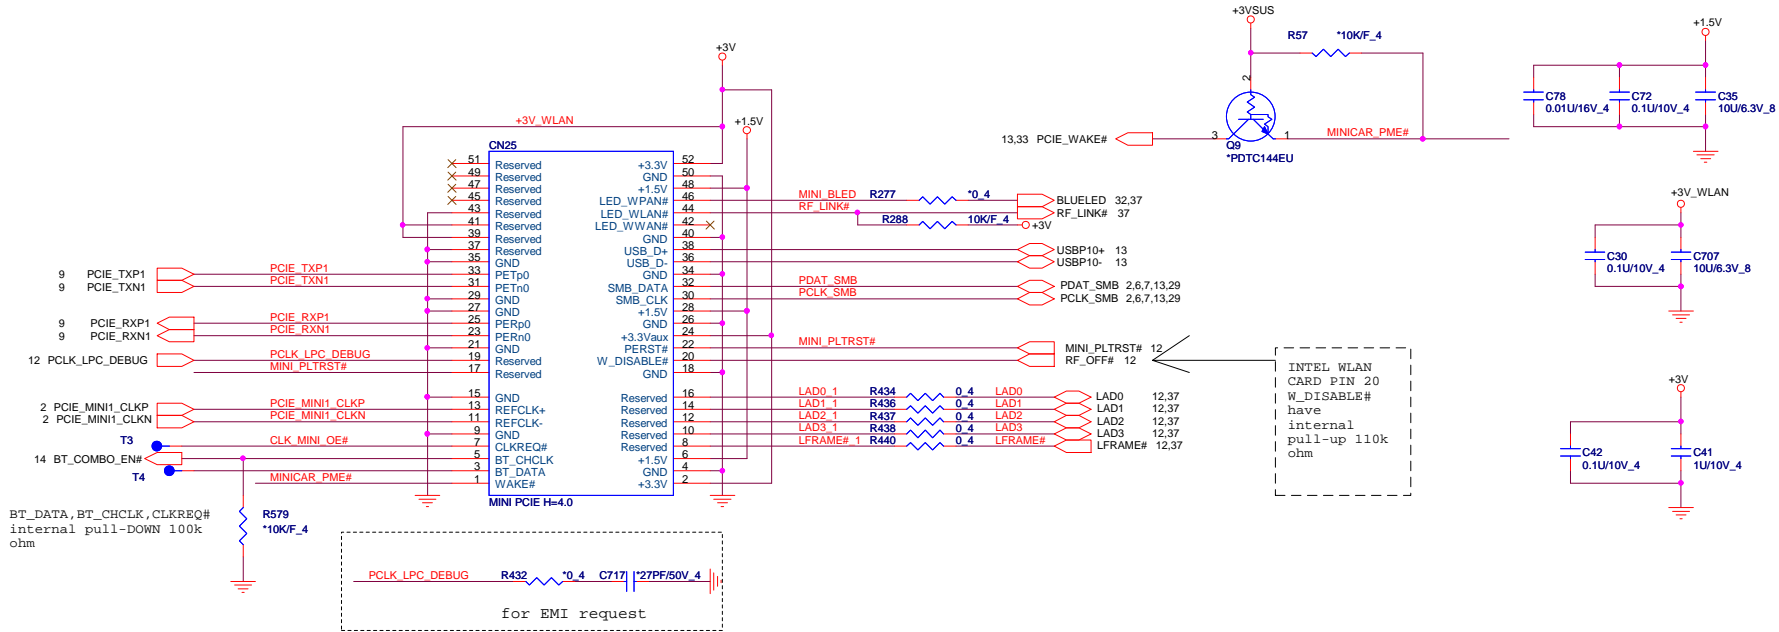 +3VSUS
R57 *10K/F_4
+1.5V
+3V
C78
0.01U/16V_4
C72
0.1U/10V_4
C35
10U/6.3V_8
2
3
1
13,33 PCIE_WAKE#
MINICAR_PME#
Q9
*PDTC144EU
+3V_WLAN
+1.5V
CN25
51 Reserved +3.3V 52
49 Reserved GND 50
47 Reserved +1.5V 48
45 Reserved LED_WPAN# 46 MINI_BLED R277 *0_4 BLUELED 32,37
43 Reserved LED_WLAN# 44 RF_LINK# RF_LINK# 37
41 Reserved LED_WWAN# 42 R288 10K/F_4 +3V
39 Reserved GND 40
37 Reserved USB_D+ 38 USBP10+ 13
35 GND USB_D- 36 USBP10- 13
9 PCIE_TXP1 PCIE_TXP1 33 PETp0 GND 34
9 PCIE_TXN1 PCIE_TXN1 31 PETn0 SMB_DATA 32 PDAT_SMB PDAT_SMB 2,6,7,13,29
29 GND SMB_CLK 30 PCLK_SMB PCLK_SMB 2,6,7,13,29
27 GND +1.5V 28
9 PCIE_RXP1 PCIE_RXP1 25 PERp0 GND 26
9 PCIE_RXN1 PCIE_RXN1 23 PERn0 +3.3Vaux 24
21 GND PERST# 22 MINI_PLTRST# MINI_PLTRST# 12
12 PCLK_LPC_DEBUG PCLK_LPC_DEBUG 19 Reserved W_DISABLE# 20 RF_OFF# 12
MINI_PLTRST# 17 Reserved GND 18
15 GND Reserved 16 LAD0_1 R434 0_4 LAD0 LAD0 12,37
2 PCIE_MINI1_CLKP PCIE_MINI1_CLKP 13 REFCLK+ Reserved 14 LAD1_1 R436 0_4 LAD1 LAD1 12,37
2 PCIE_MINI1_CLKN PCIE_MINI1_CLKN 11 REFCLK- Reserved 12 LAD2_1 R437 0_4 LAD2 LAD2 12,37
9 GND Reserved 10 LAD3_1 R438 0_4 LAD3 LAD3 12,37
T3 CLK_MINI_OE# 7 CLKREQ# Reserved 8 LFRAME#_1 R440 0_4 LFRAME# LFRAME# 12,37
14 BT_COMBO_EN# 5 BT_CHCLK +1.5V 6
T4 3 BT_DATA GND 4
MINICAR_PME# 1 WAKE# +3.3V 2
MINI PCIE H=4.0
+3V_WLAN
C30
0.1U/10V_4
C707
10U/6.3V_8
INTEL WLAN
CARD PIN 20
W_DISABLE#
have
internal
pull-up 110k
ohm
+3V
C42
0.1U/10V_4
C41
1U/10V_4
BT_DATA,BT_CHCLK,CLKREQ#
internal pull-DOWN 100k
ohm
R579
*10K/F_4
PCLK_LPC_DEBUG R432 *0_4 C717 *27PF/50V_4
for EMI request